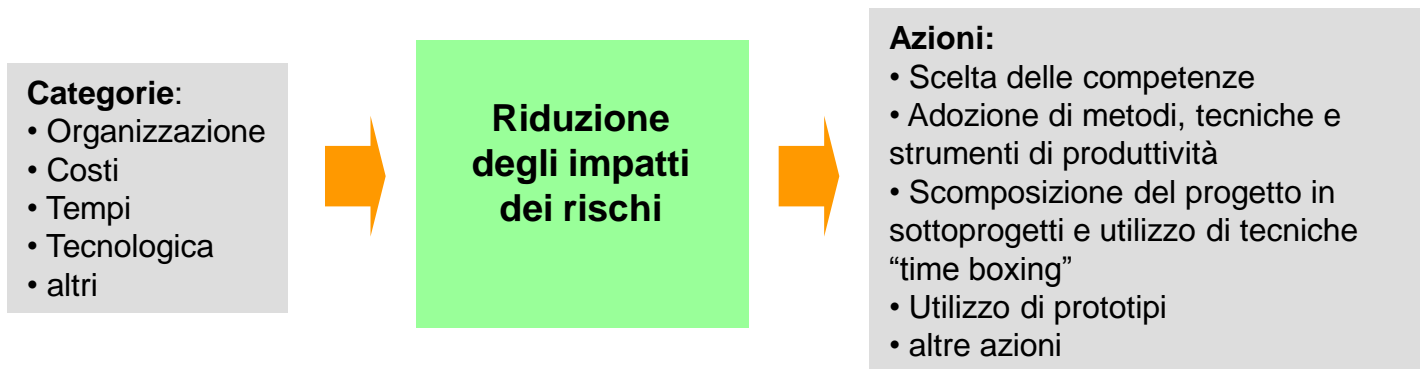 Categorie:
• Organizzazione
• Costi
• Tempi
• Tecnologica
• altri
Riduzione
degli impatti
dei rischi
Azioni:
• Scelta delle competenze
• Adozione di metodi, tecniche e
strumenti di produttività
• Scomposizione del progetto in
sottoprogetti e utilizzo di tecniche
“time boxing”
• Utilizzo di prototipi
• altre azioni